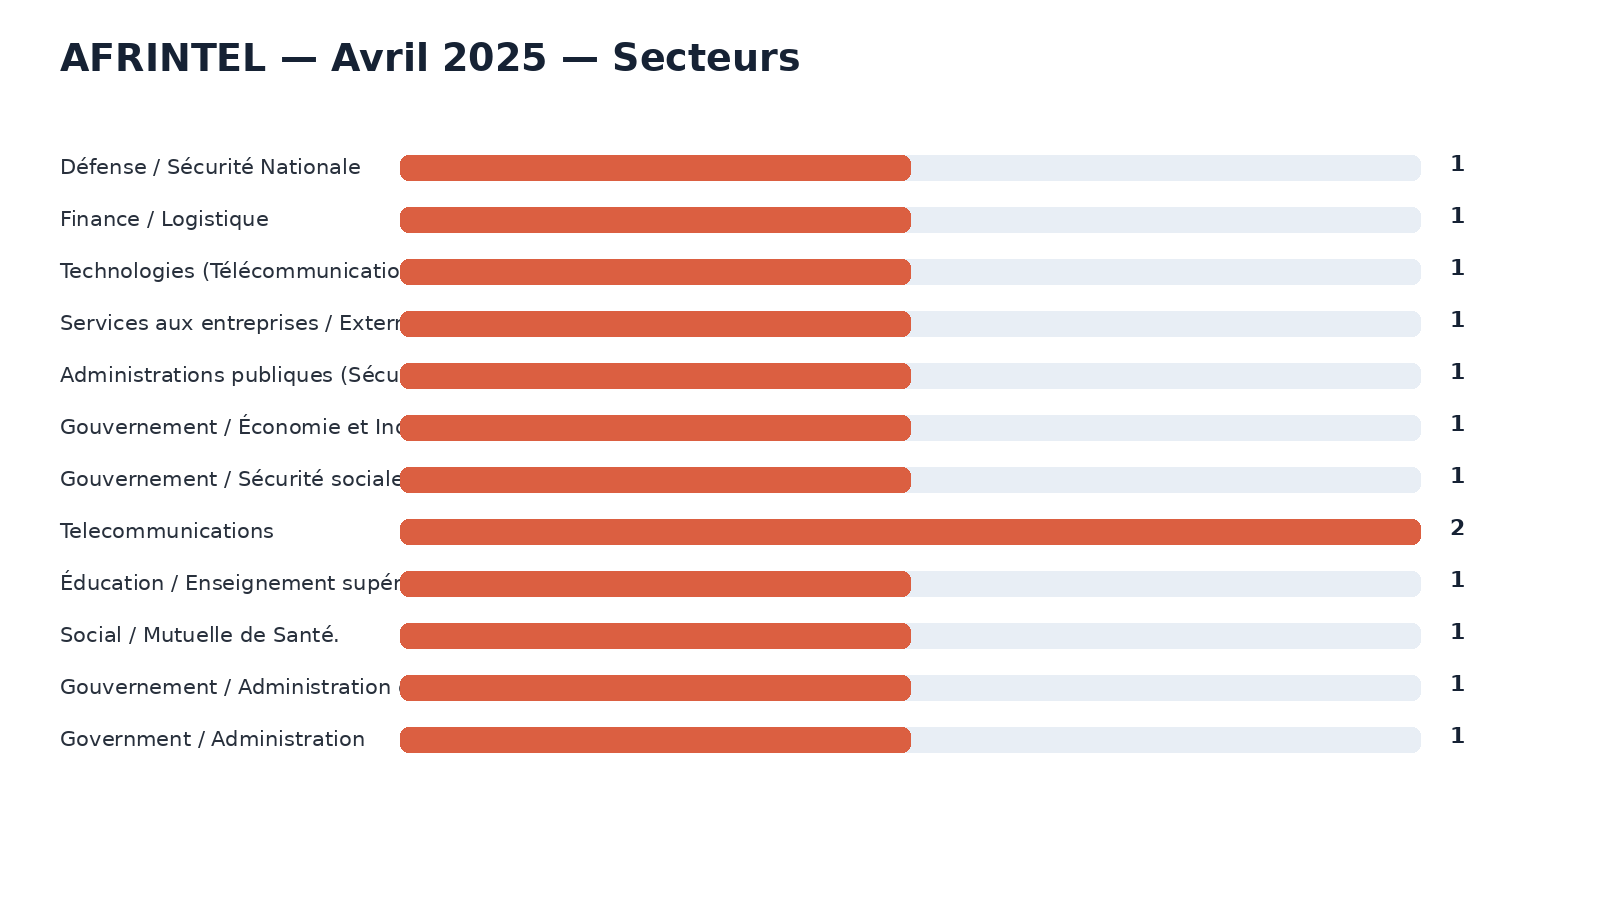 AFRINTEL — Avril 2025 — Secteurs
Défense / Sécurité Nationale 1
Finance / Logistique 1
Technologies (Télécommunicatio 1
Services aux entreprises / Extern 1
Administrations publiques (Sécu 1
Gouvernement / Économie et Ind 1
Gouvernement / Sécurité sociale 1
Telecommunications 2
Éducation / Enseignement supér 1
Social / Mutuelle de Santé. 1
Gouvernement / Administration 1
Government / Administration 1